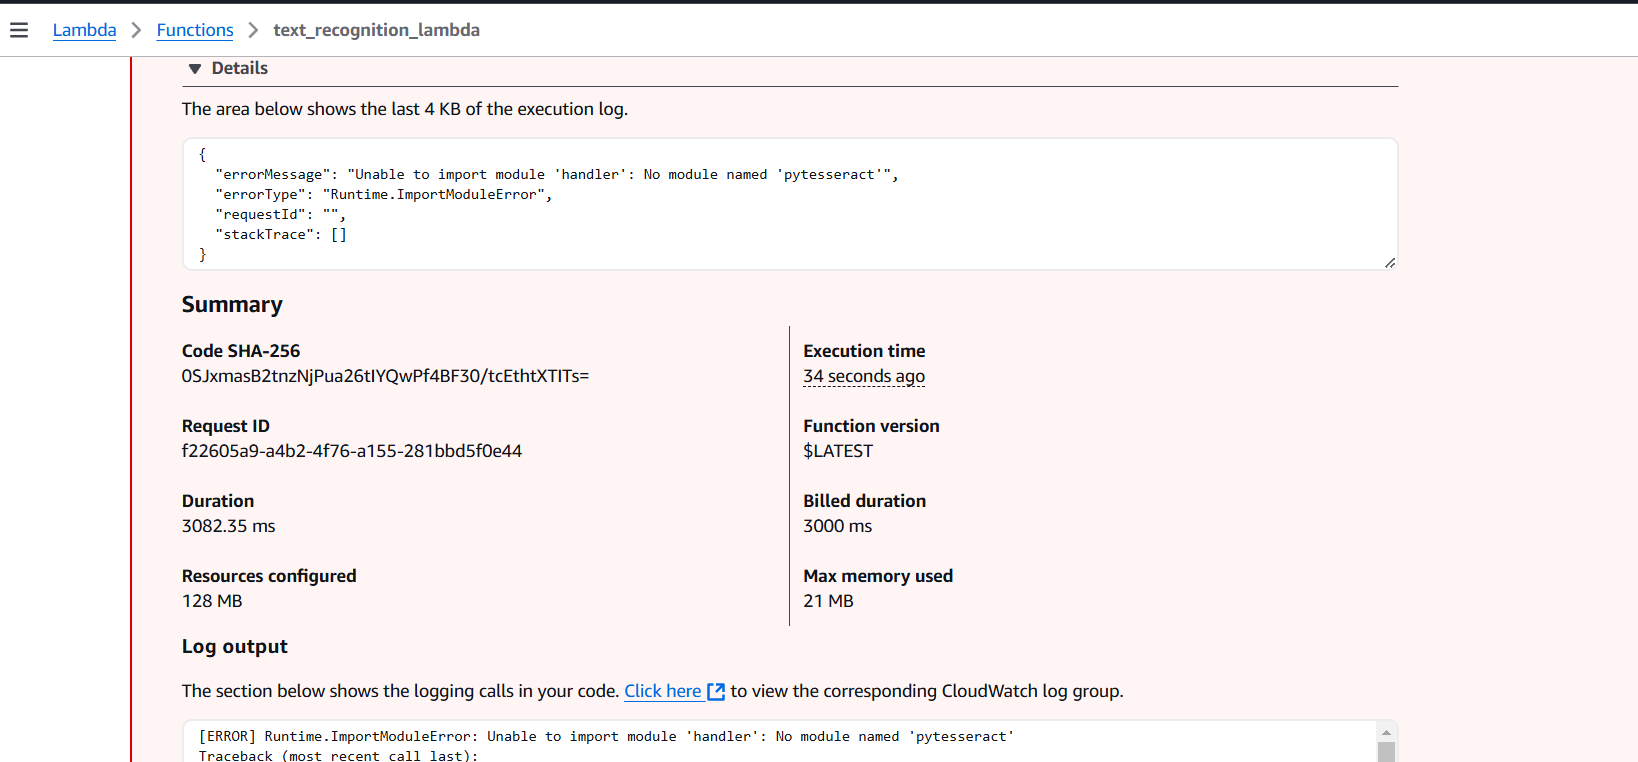 Lambda > Functions > text_recognition_lambda
▼ Details
The area below shows the last 4 KB of the execution log.
{
  "errorMessage": "Unable to import module 'handler': No module named 'pytesseract'",
  "errorType": "Runtime.ImportModuleError",
  "requestId": "",
  "stackTrace": []
}
Summary
Code SHA-256
0SJxmasB2tnzNjPua26tIYQwPf4BF30/tcEthtXTITs=
Execution time
34 seconds ago
Request ID
f22605a9-a4b2-4f76-a155-281bbd5f0e44
Function version
$LATEST
Duration
3082.35 ms
Billed duration
3000 ms
Resources configured
128 MB
Max memory used
21 MB
Log output
The section below shows the logging calls in your code. Click here to view the corresponding CloudWatch log group.
[ERROR] Runtime.ImportModuleError: Unable to import module 'handler': No module named 'pytesseract'
Traceback (most recent call last):